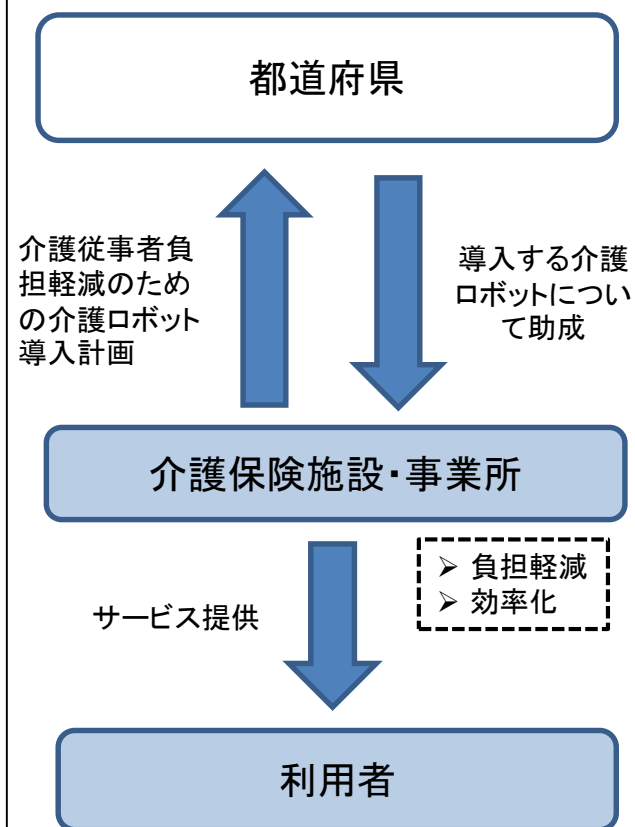 都道府県
介護従事者負
担軽減のため
の介護ロボット
導入計画
導入する介護
ロボットについ
て助成
介護保険施設・事業所
➢ 負担軽減
➢ 効率化
サービス提供
利用者